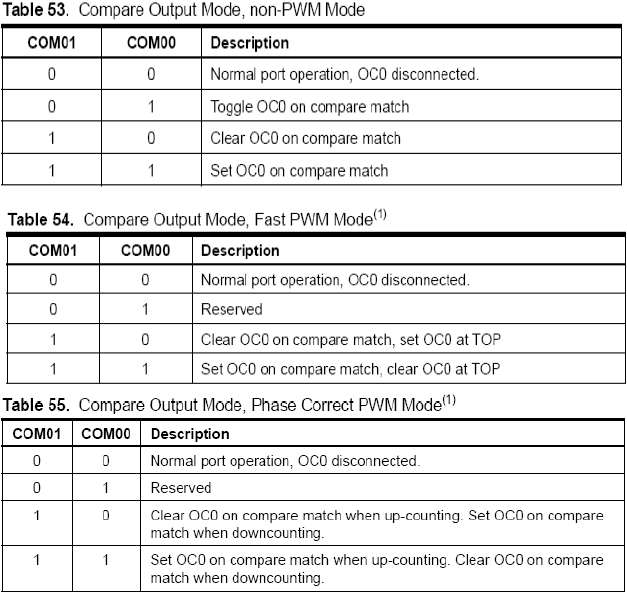 Table 53. Compare Output Mode, non-PWM Mode
COM01 COM00 Description
0 0 Normal port operation, OC0 disconnected.
0 1 Toggle OC0 on compare match
1 0 Clear OC0 on compare match
1 1 Set OC0 on compare match
Table 54. Compare Output Mode, Fast PWM Mode(1)
COM01 COM00 Description
0 0 Normal port operation, OC0 disconnected.
0 1 Reserved
1 0 Clear OC0 on compare match, set OC0 at TOP
1 1 Set OC0 on compare match, clear OC0 at TOP
Table 55. Compare Output Mode, Phase Correct PWM Mode(1)
COM01 COM00 Description
0 0 Normal port operation, OC0 disconnected.
0 1 Reserved
1 0 Clear OC0 on compare match when up-counting. Set OC0 on compare
match when downcounting.
1 1 Set OC0 on compare match when up-counting. Clear OC0 on compare
match when downcounting.